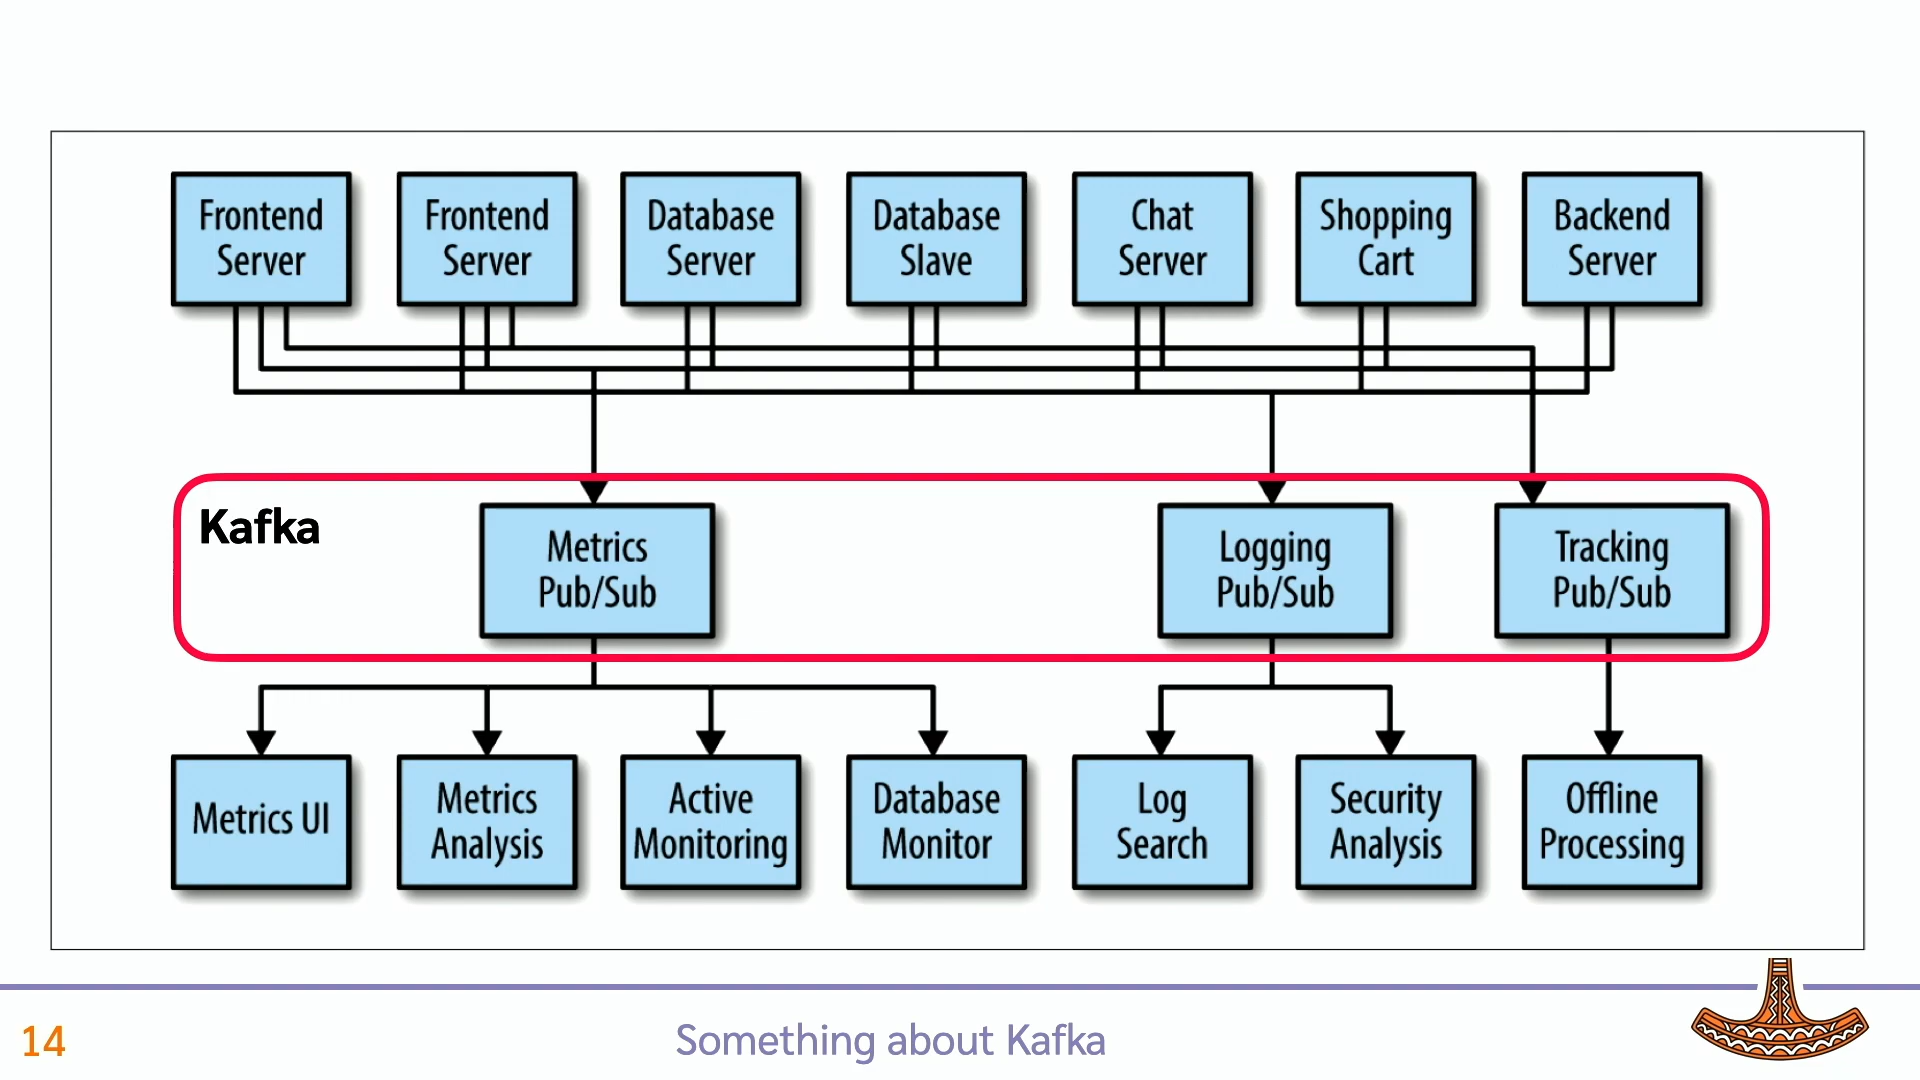 Frontend
Server
Frontend
Server
Database
Server
Database
Slave
Chat
Server
Shopping
Cart
Backend
Server
Kafka
Metrics
Pub/Sub
Logging
Pub/Sub
Tracking
Pub/Sub
Metrics UI
Metrics
Analysis
Active
Monitoring
Database
Monitor
Log
Search
Security
Analysis
Offline
Processing
14
Something about Kafka